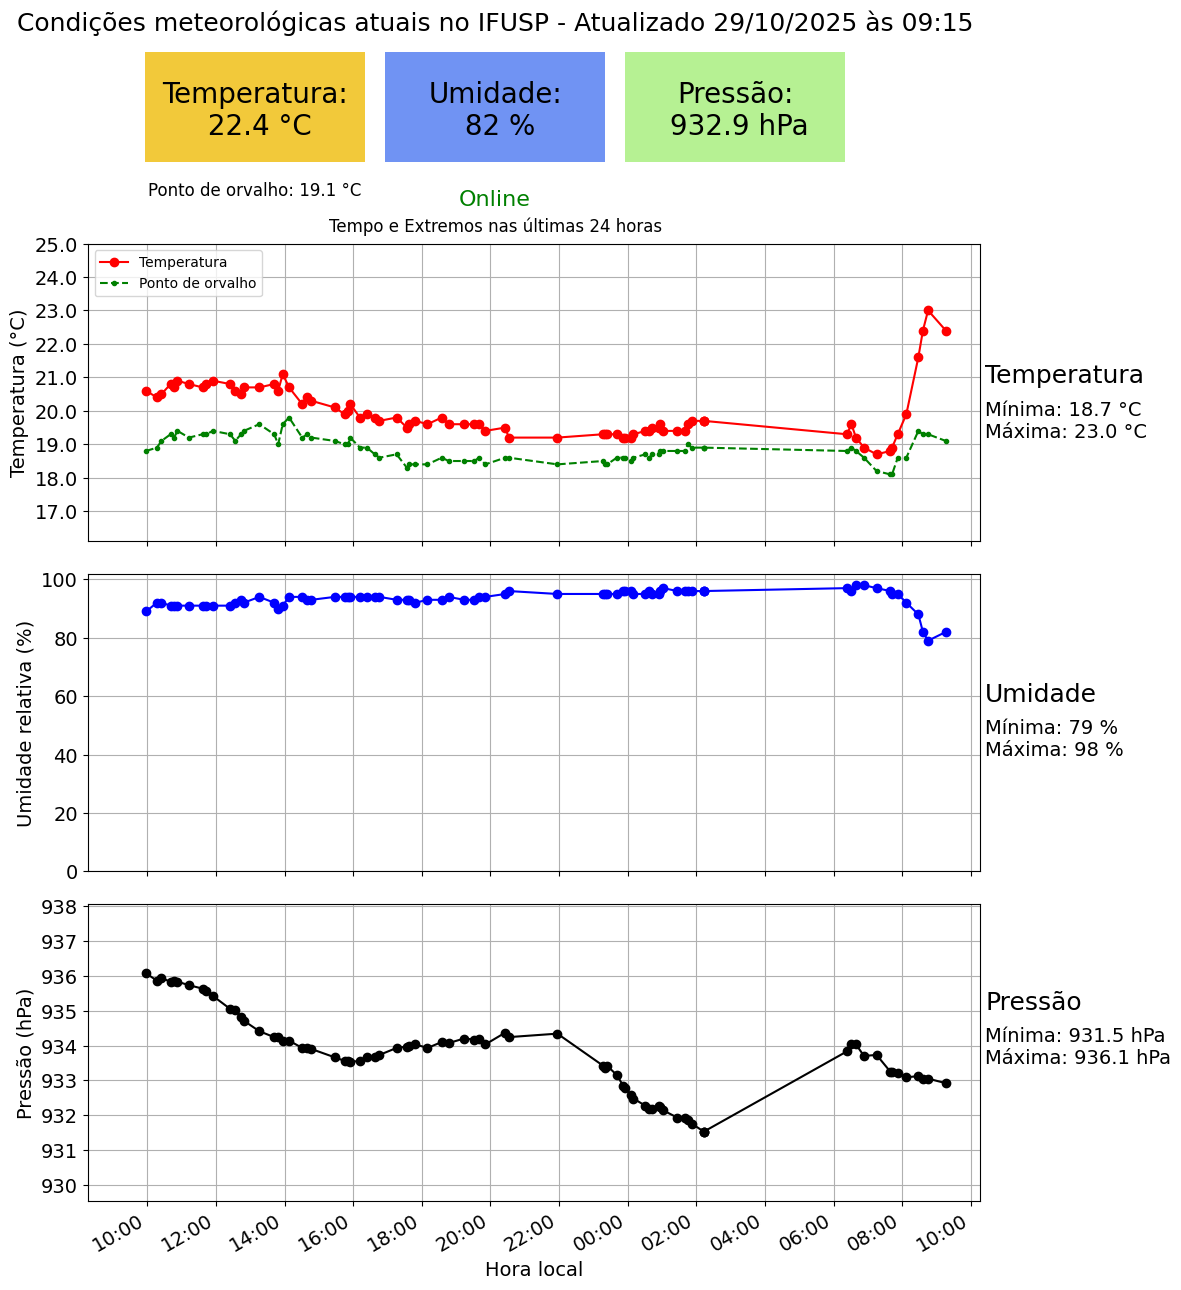 Condições meteorológicas atuais no IFUSP - Atualizado 29/10/2025 às 09:15
Temperatura:
22.4 °C
Umidade:
82 %
Pressão:
932.9 hPa
Ponto de orvalho: 19.1 °C
Online
Tempo e Extremos nas últimas 24 horas
Temperatura (°C)
25.0
24.0
23.0
22.0
21.0
20.0
19.0
18.0
17.0
Temperatura
Ponto de orvalho
Temperatura
Mínima: 18.7 °C
Máxima: 23.0 °C
Umidade relativa (%)
100
80
60
40
20
0
Umidade
Mínima: 79 %
Máxima: 98 %
Pressão (hPa)
938
937
936
935
934
933
932
931
930
Pressão
Mínima: 931.5 hPa
Máxima: 936.1 hPa
10:00 12:00 14:00 16:00 18:00 20:00 22:00 00:00 02:00 04:00 06:00 08:00 10:00
Hora local